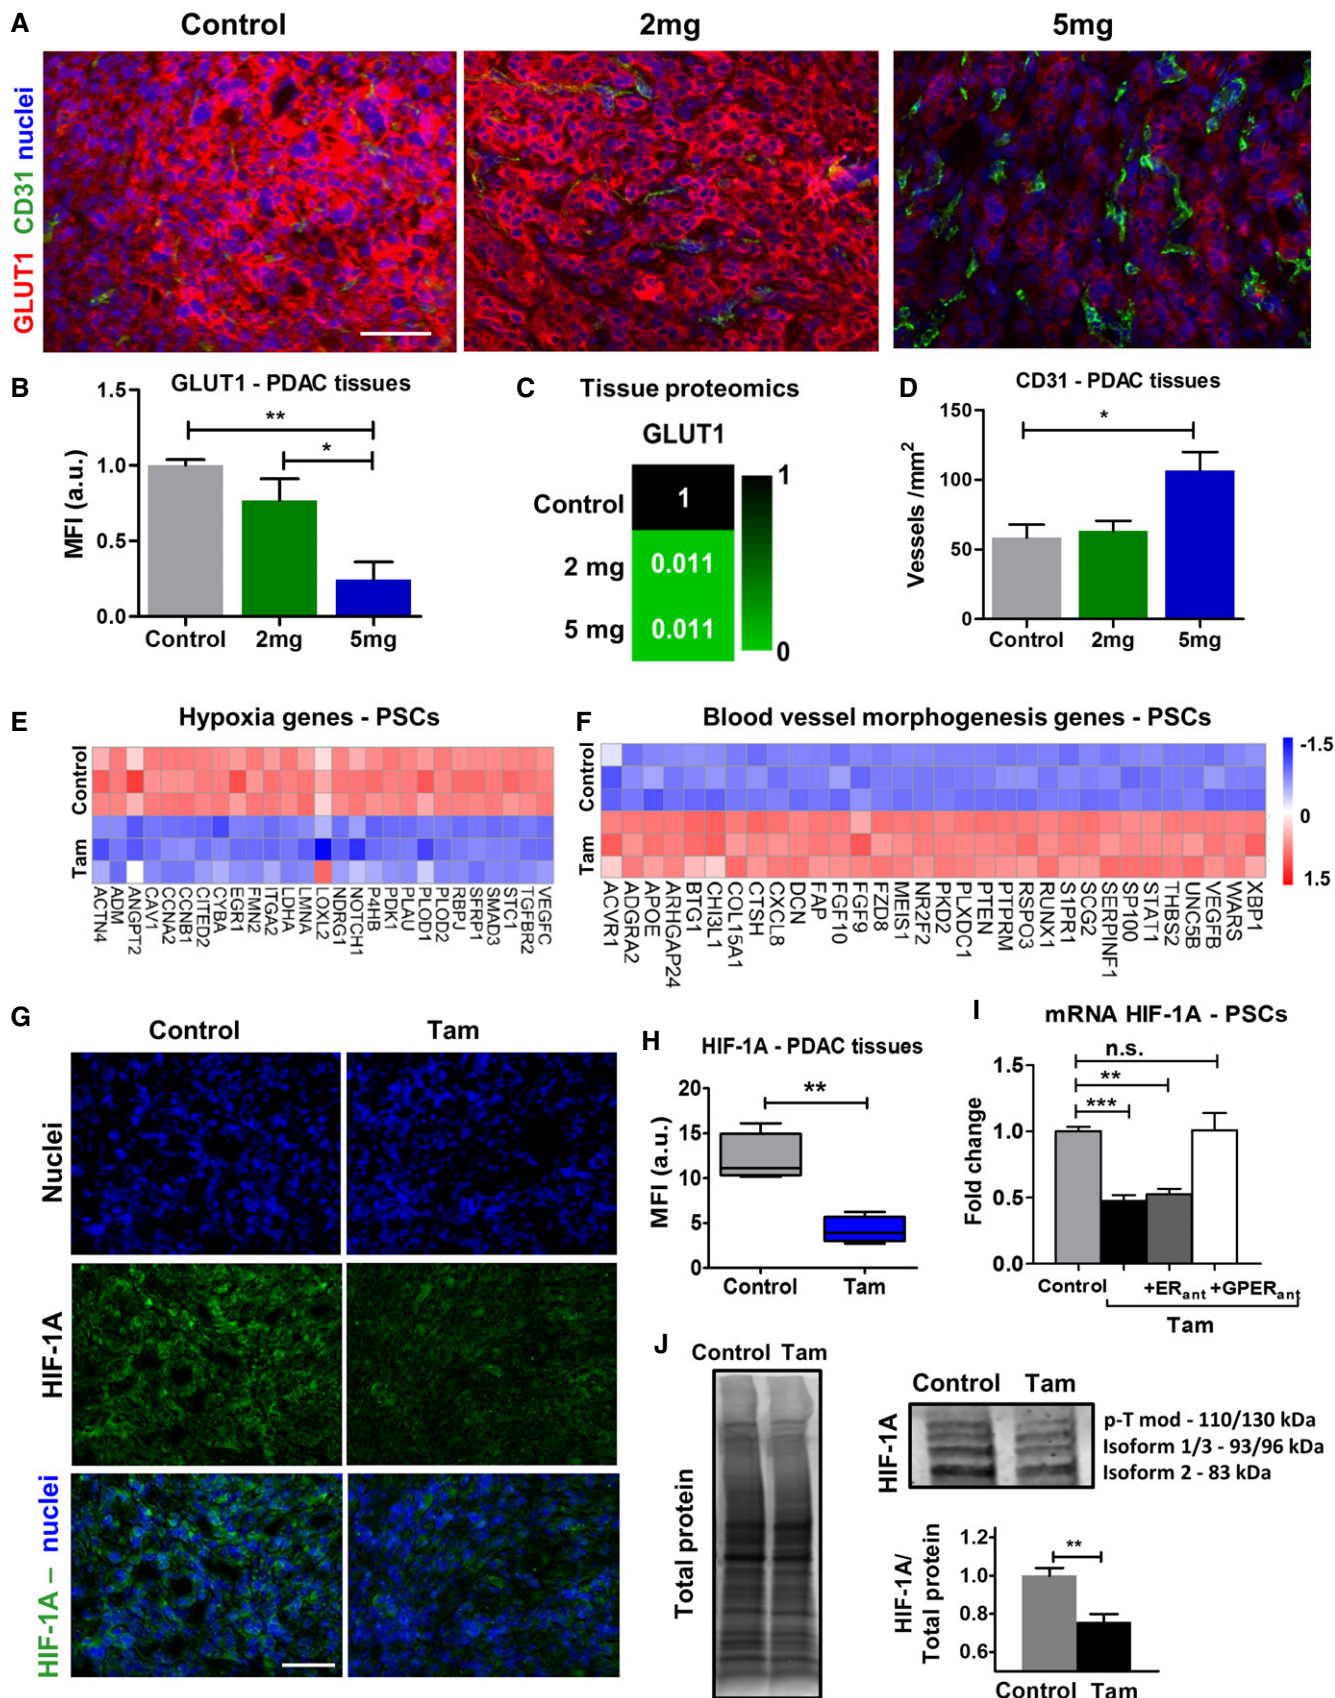 A
Control
2mg
5mg
GLUT1 CD31 nuclei
B
GLUT1 - PDAC tissues
MFI (a.u.)
1.5
1.0
0.5
0.0
**
*
Control
2mg
5mg
C
Tissue proteomics
GLUT1
Control
2 mg
5 mg
1
0.011
0.011
1
0
D
CD31 - PDAC tissues
Vessels /mm²
150
100
50
0
*
Control
2mg
5mg
E
Hypoxia genes - PSCs
Control
Tam
ACTN4
ADM
ANGPT2
CAV1
CCNA2
CCNB1
CITED2
CYBA
EGR1
FMN2
ITGA2
LDHA
LMNA
LOXL2
NDRG1
NOTCH1
P4HB
PDK1
PLAU
PLOD1
PLOD2
RBPJ
SFRP1
SMAD3
STC1
TGFBR2
VEGFC
F
Blood vessel morphogenesis genes - PSCs
Control
Tam
ACVR1
ADGRA2
APOE
ARHGAP24
BTG1
CHI3L1
COL15A1
CTSH
CXCL8
DCN
FAP
FGF10
FGF9
FZD8
MEIS1
NR2F2
PKD2
PLXDC1
PTEN
PTPRM
RSPO3
RUNX1
S1PR1
SCG2
SERPINF1
SP100
STAT1
THBS2
UNC5B
VEGFB
WARS
XBP1
-1.5
0
1.5
G
Control
Tam
Nuclei
HIF-1A
HIF-1A – nuclei
H
HIF-1A - PDAC tissues
MFI (a.u.)
20
15
10
5
0
**
Control
Tam
I
mRNA HIF-1A - PSCs
Fold change
1.5
1.0
0.5
0.0
n.s.
**
***
Control
+ERant
+GPERant
Tam
J
Control Tam
Total protein
Control
Tam
HIF-1A
p-T mod - 110/130 kDa
Isoform 1/3 - 93/96 kDa
Isoform 2 - 83 kDa
HIF-1A/
Total protein
1.2
1.0
0.8
0.6
**
Control
Tam